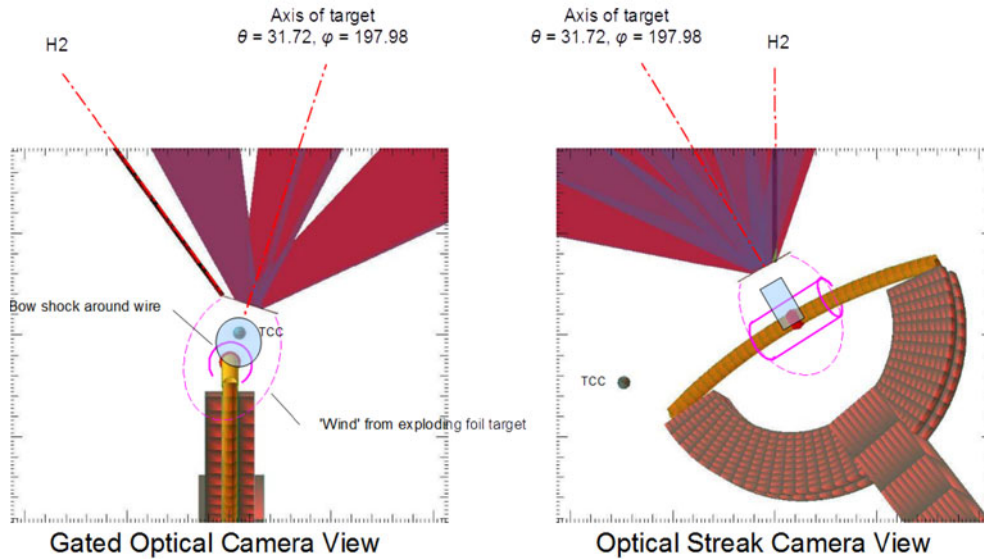 Axis of target
θ = 31.72, φ = 197.98
H2
Axis of target
θ = 31.72, φ = 197.98
H2
Bow shock around wire
TCC
TCC
'Wind' from exploding foil target
Gated Optical Camera View
Optical Streak Camera View